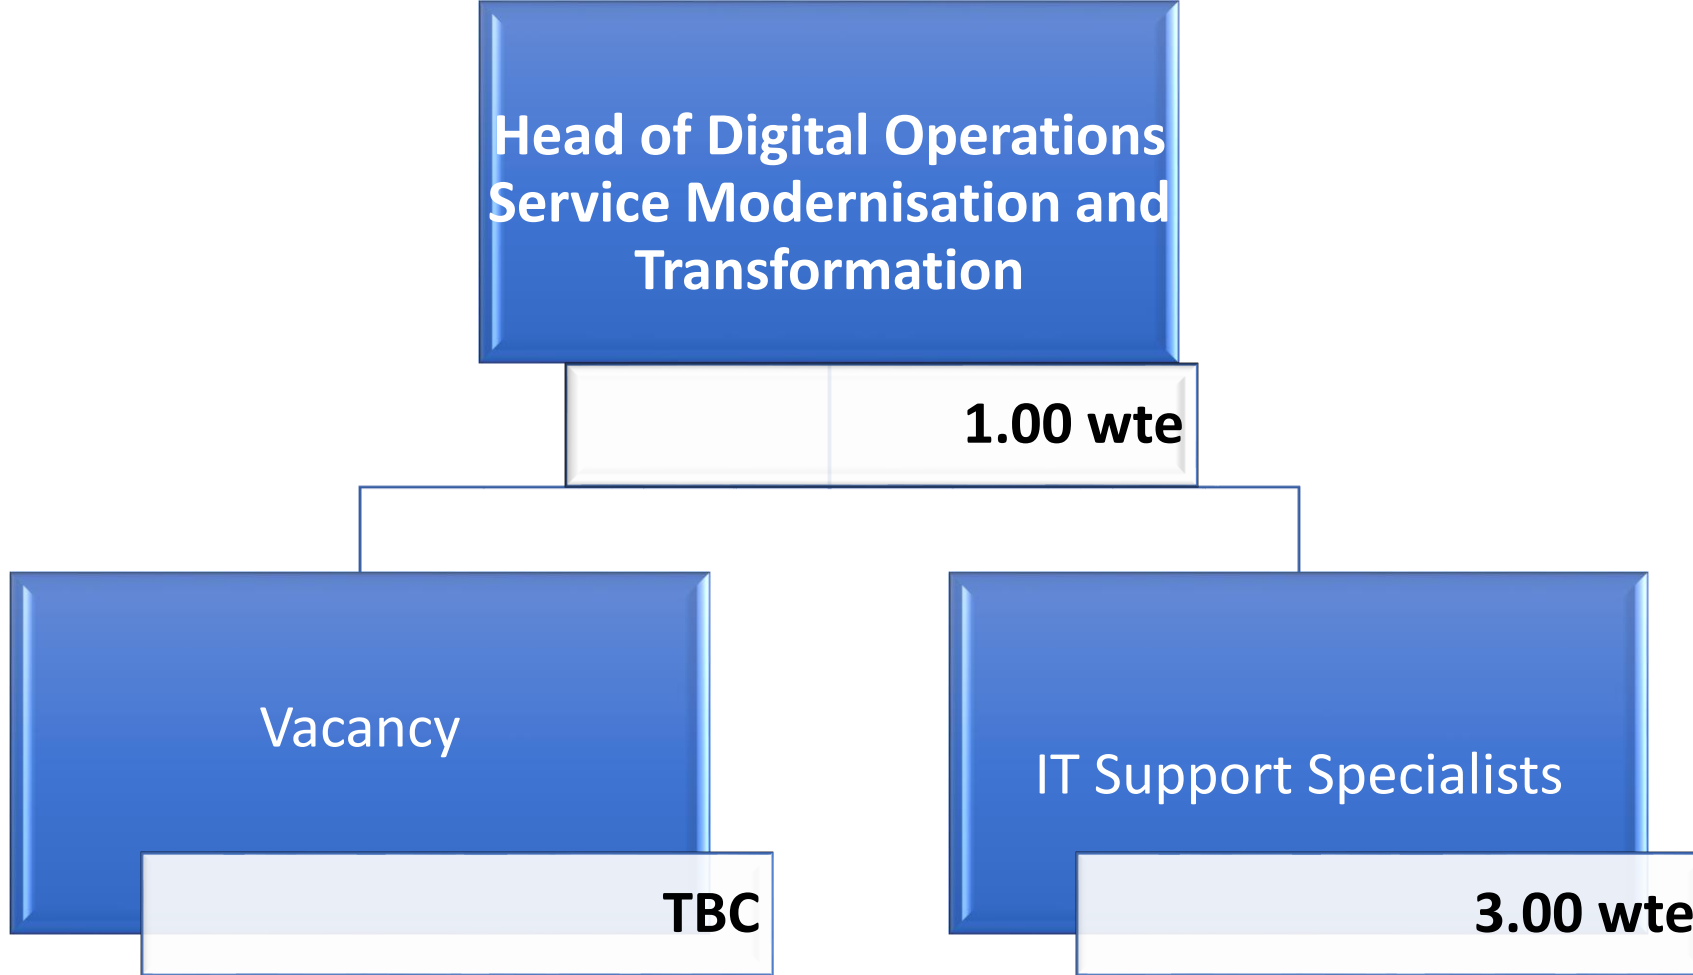 Head of Digital Operations
Service Modernisation and
Transformation
1.00 wte
Vacancy
TBC
IT Support Specialists
3.00 wte